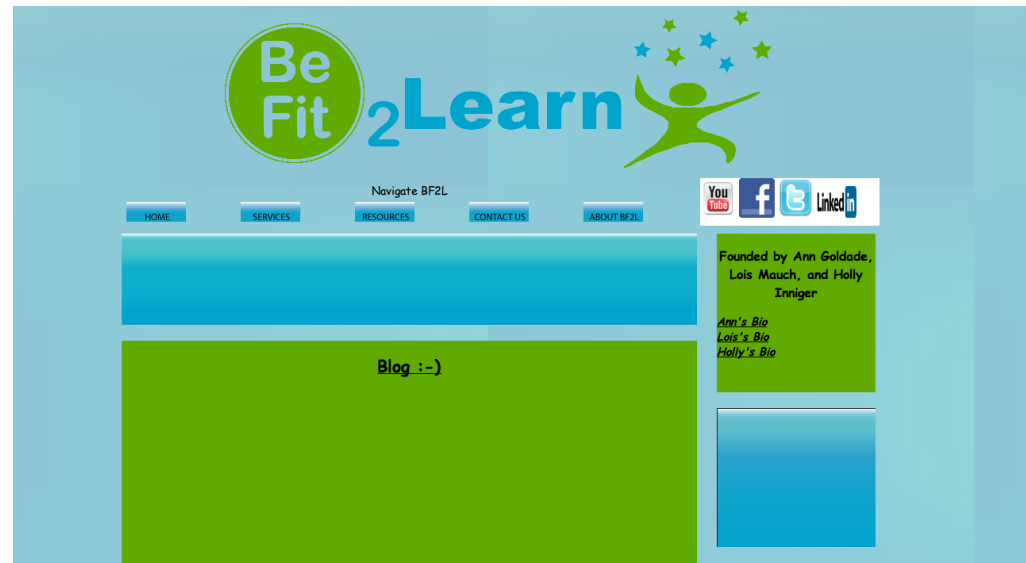 Be
Fit
2Learn
Navigate BF2L
HOME SERVICES RESOURCES CONTACT US ABOUT BF2L
You
Tube
f
Linked in
Founded by Ann Goldade,
Lois Mauch, and Holly
Inniger
Ann's Bio
Lois's Bio
Holly's Bio
Blog :-)